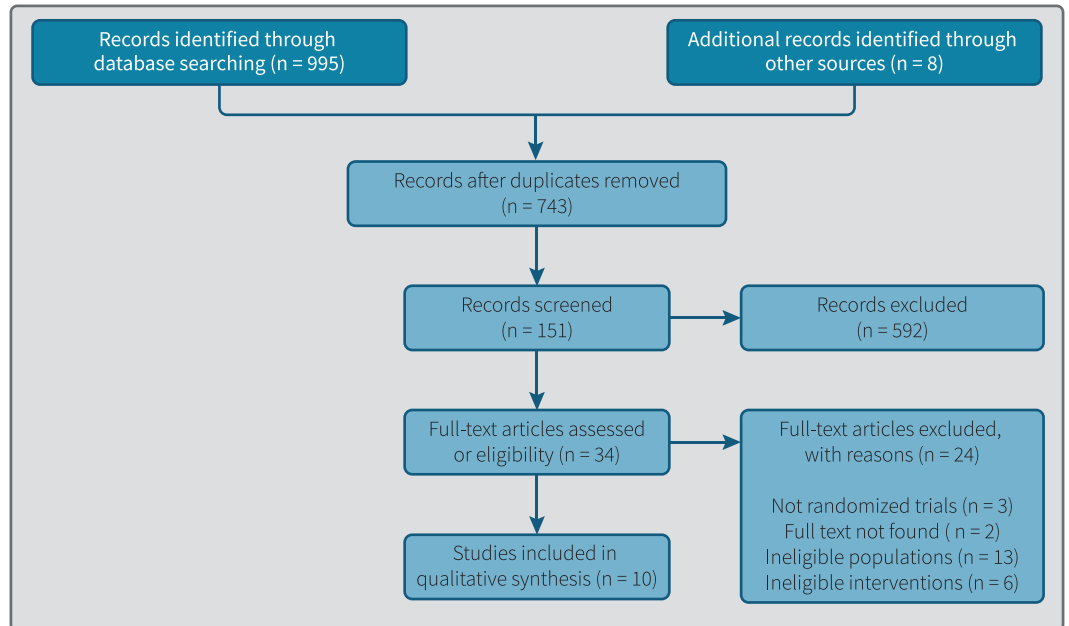 Records identified through
database searching (n = 995)
Additional records identified through
other sources (n = 8)
Records after duplicates removed
(n = 743)
Records screened
(n = 151)
Records excluded
(n = 592)
Full-text articles assessed
or eligibility (n = 34)
Full-text articles excluded,
with reasons (n = 24)
Not randomized trials (n = 3)
Full text not found ( n = 2)
Ineligible populations (n = 13)
Ineligible interventions (n = 6)
Studies included in
qualitative synthesis (n = 10)